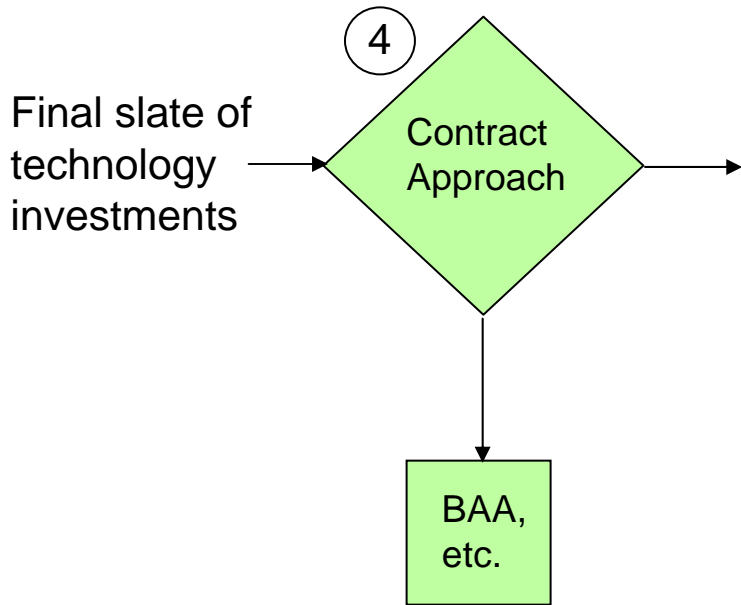 4
Final slate of
technology
investments
Contract
Approach
BAA,
etc.